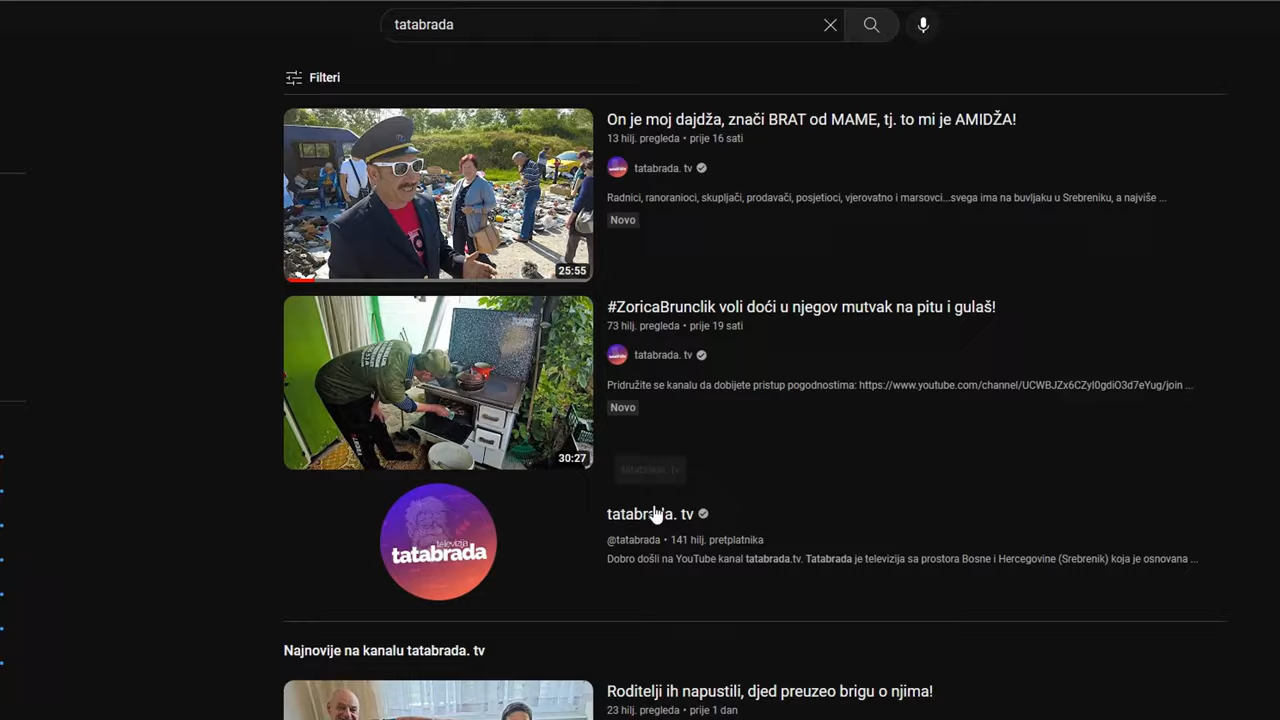 tatabrada
Filteri
On je moj dajdža, znači BRAT od MAME, tj. to mi je AMIDŽA!
13 hilj. pregleda • prije 16 sati
tatabrada. tv
Radnici, ranoranioci, skupljači, prodavači, posjetioci, vjerovatno i marsovci...svega ima na buvljaku u Srebreniku, a najviše ...
Novo
25:55
#ZoricaBrunclik voli doći u njegov mutvak na pitu i gulaš!
73 hilj. pregleda • prije 19 sati
tatabrada. tv
Pridružite se kanalu da dobijete pristup pogodnostima: https://www.youtube.com/channel/UCWBJZx6CZyI0gdiO3d7eYug/join ...
Novo
30:27
tatabrada. tv
tatabrada. tv
televizija
tatabrada
@tatabrada • 141 hilj. pretplatnika
Dobro došli na YouTube kanal tatabrada.tv. Tatabrada je televizija sa prostora Bosne i Hercegovine (Srebrenik) koja je osnovana ...
Najnovije na kanalu tatabrada. tv
Roditelji ih napustili, djed preuzeo brigu o njima!
23 hilj. pregleda • prije 1 dan